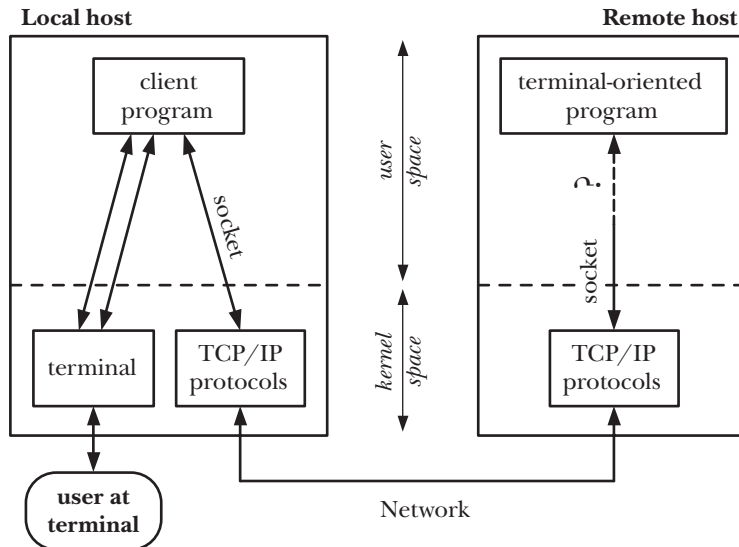 Local host
Remote host
client
program
terminal-oriented
program
user
space
?
socket
socket
kernel
space
terminal
TCP/IP
protocols
TCP/IP
protocols
user at
terminal
Network